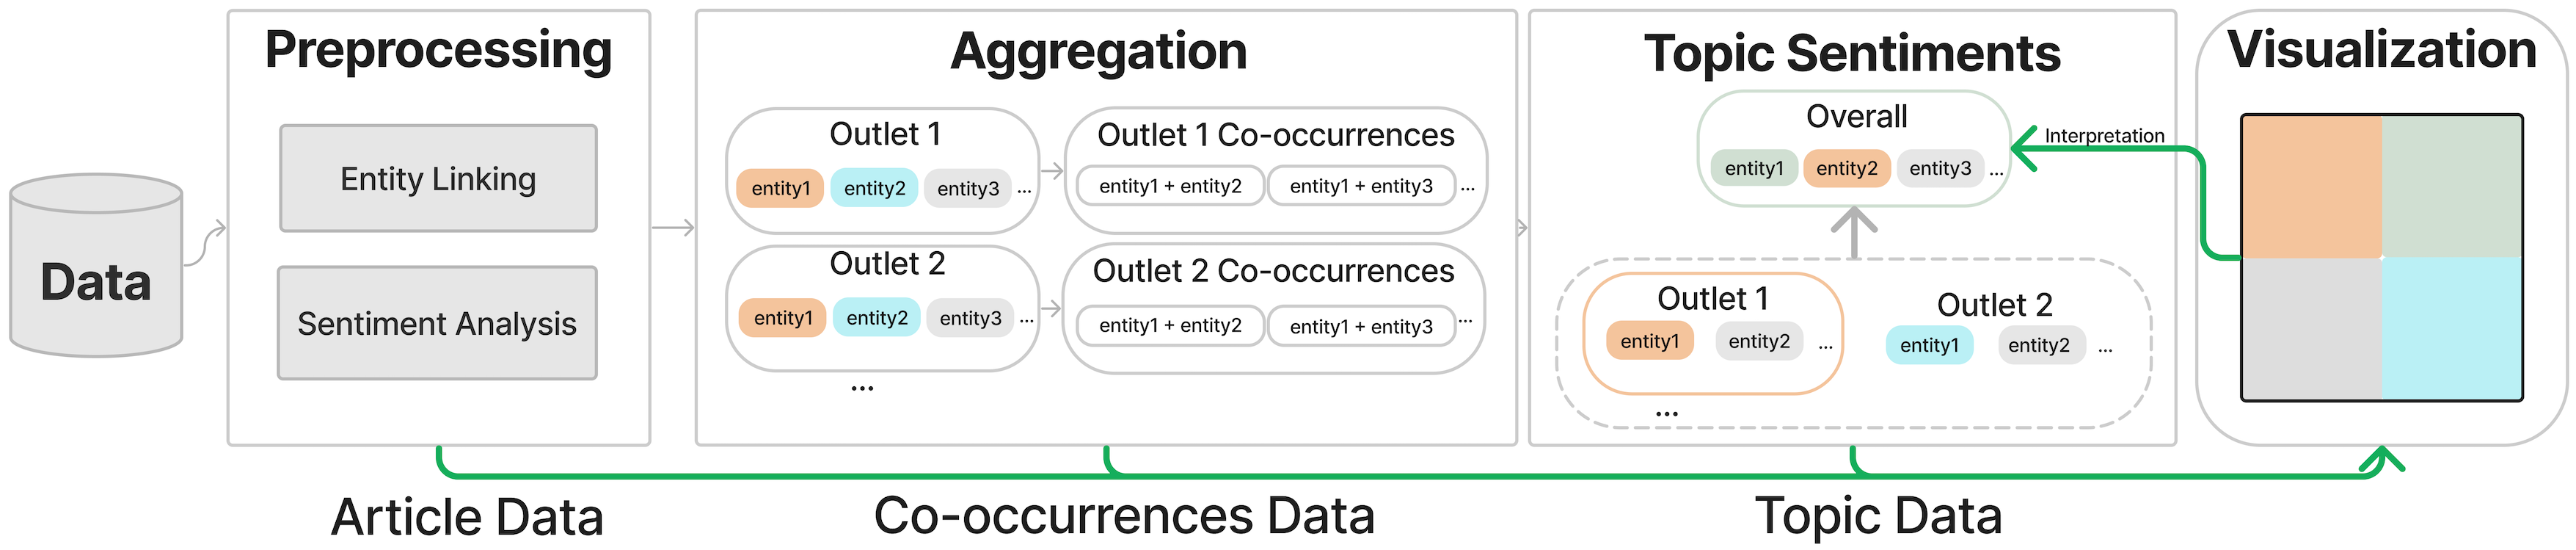 Data
Preprocessing
Entity Linking
Sentiment Analysis
Aggregation
Outlet 1
entity1 entity2 entity3 ...
Outlet 1 Co-occurrences
entity1 + entity2 entity1 + entity3 ...
Outlet 2
entity1 entity2 entity3 ...
Outlet 2 Co-occurrences
entity1 + entity2 entity1 + entity3 ...
...
Topic Sentiments
Overall
entity1 entity2 entity3 ...
Outlet 1
entity1 entity2 ...
Outlet 2
entity1 entity2 ...
...
Interpretation
Visualization
Article Data
Co-occurrences Data
Topic Data